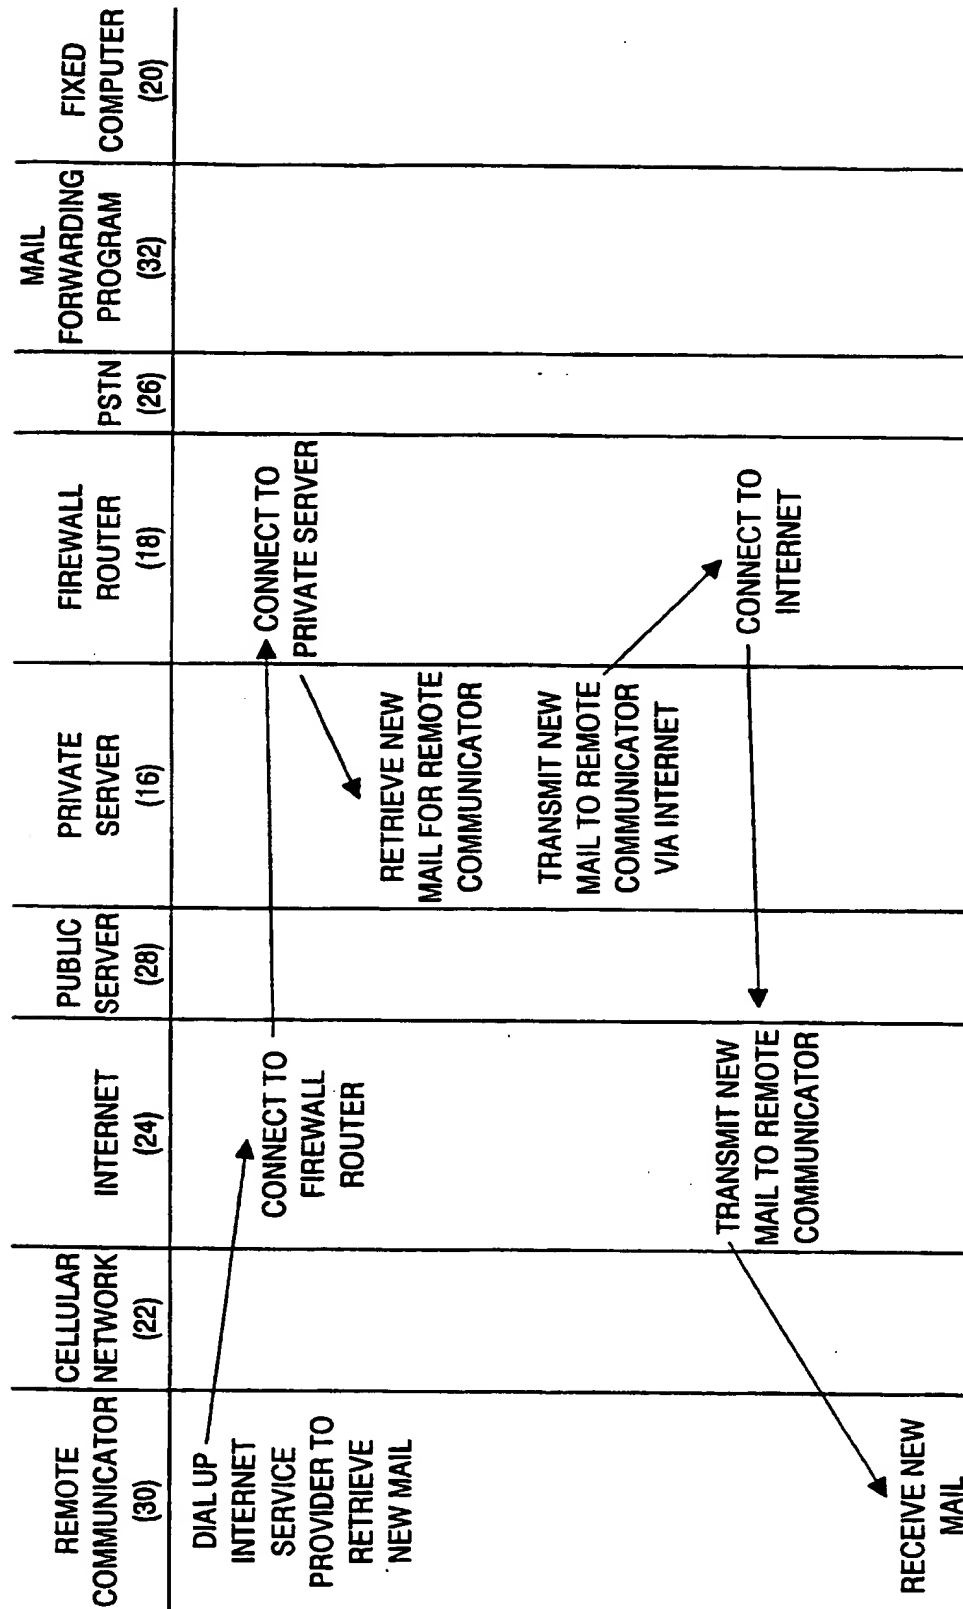 REMOTE
COMMUNICATOR
(30)
CELLULAR
NETWORK
(22)
INTERNET
(24)
PUBLIC
SERVER
(28)
PRIVATE
SERVER
(16)
FIREWALL
ROUTER
(18)
PSTN
(26)
MAIL
FORWARDING
PROGRAM
(32)
FIXED
COMPUTER
(20)
DIAL UP
INTERNET
SERVICE
PROVIDER TO
RETRIEVE
NEW MAIL
CONNECT TO
FIREWALL
ROUTER
CONNECT TO
PRIVATE SERVER
RETRIEVE NEW
MAIL FOR REMOTE
COMMUNICATOR
TRANSMIT NEW
MAIL TO REMOTE
COMMUNICATOR
VIA INTERNET
CONNECT TO
INTERNET
TRANSMIT NEW
MAIL TO REMOTE
COMMUNICATOR
RECEIVE NEW
MAIL